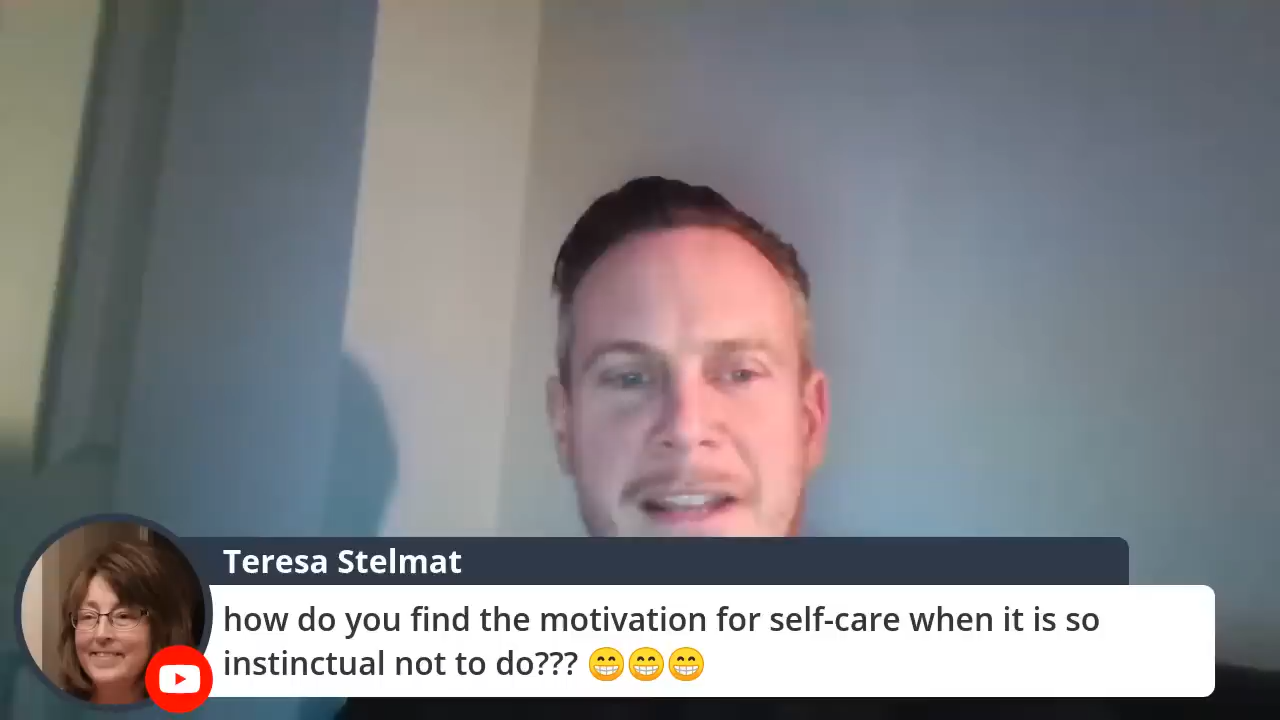 Teresa Stelmat
how do you find the motivation for self-care when it is so
instinctual not to do??? 😁😁😁